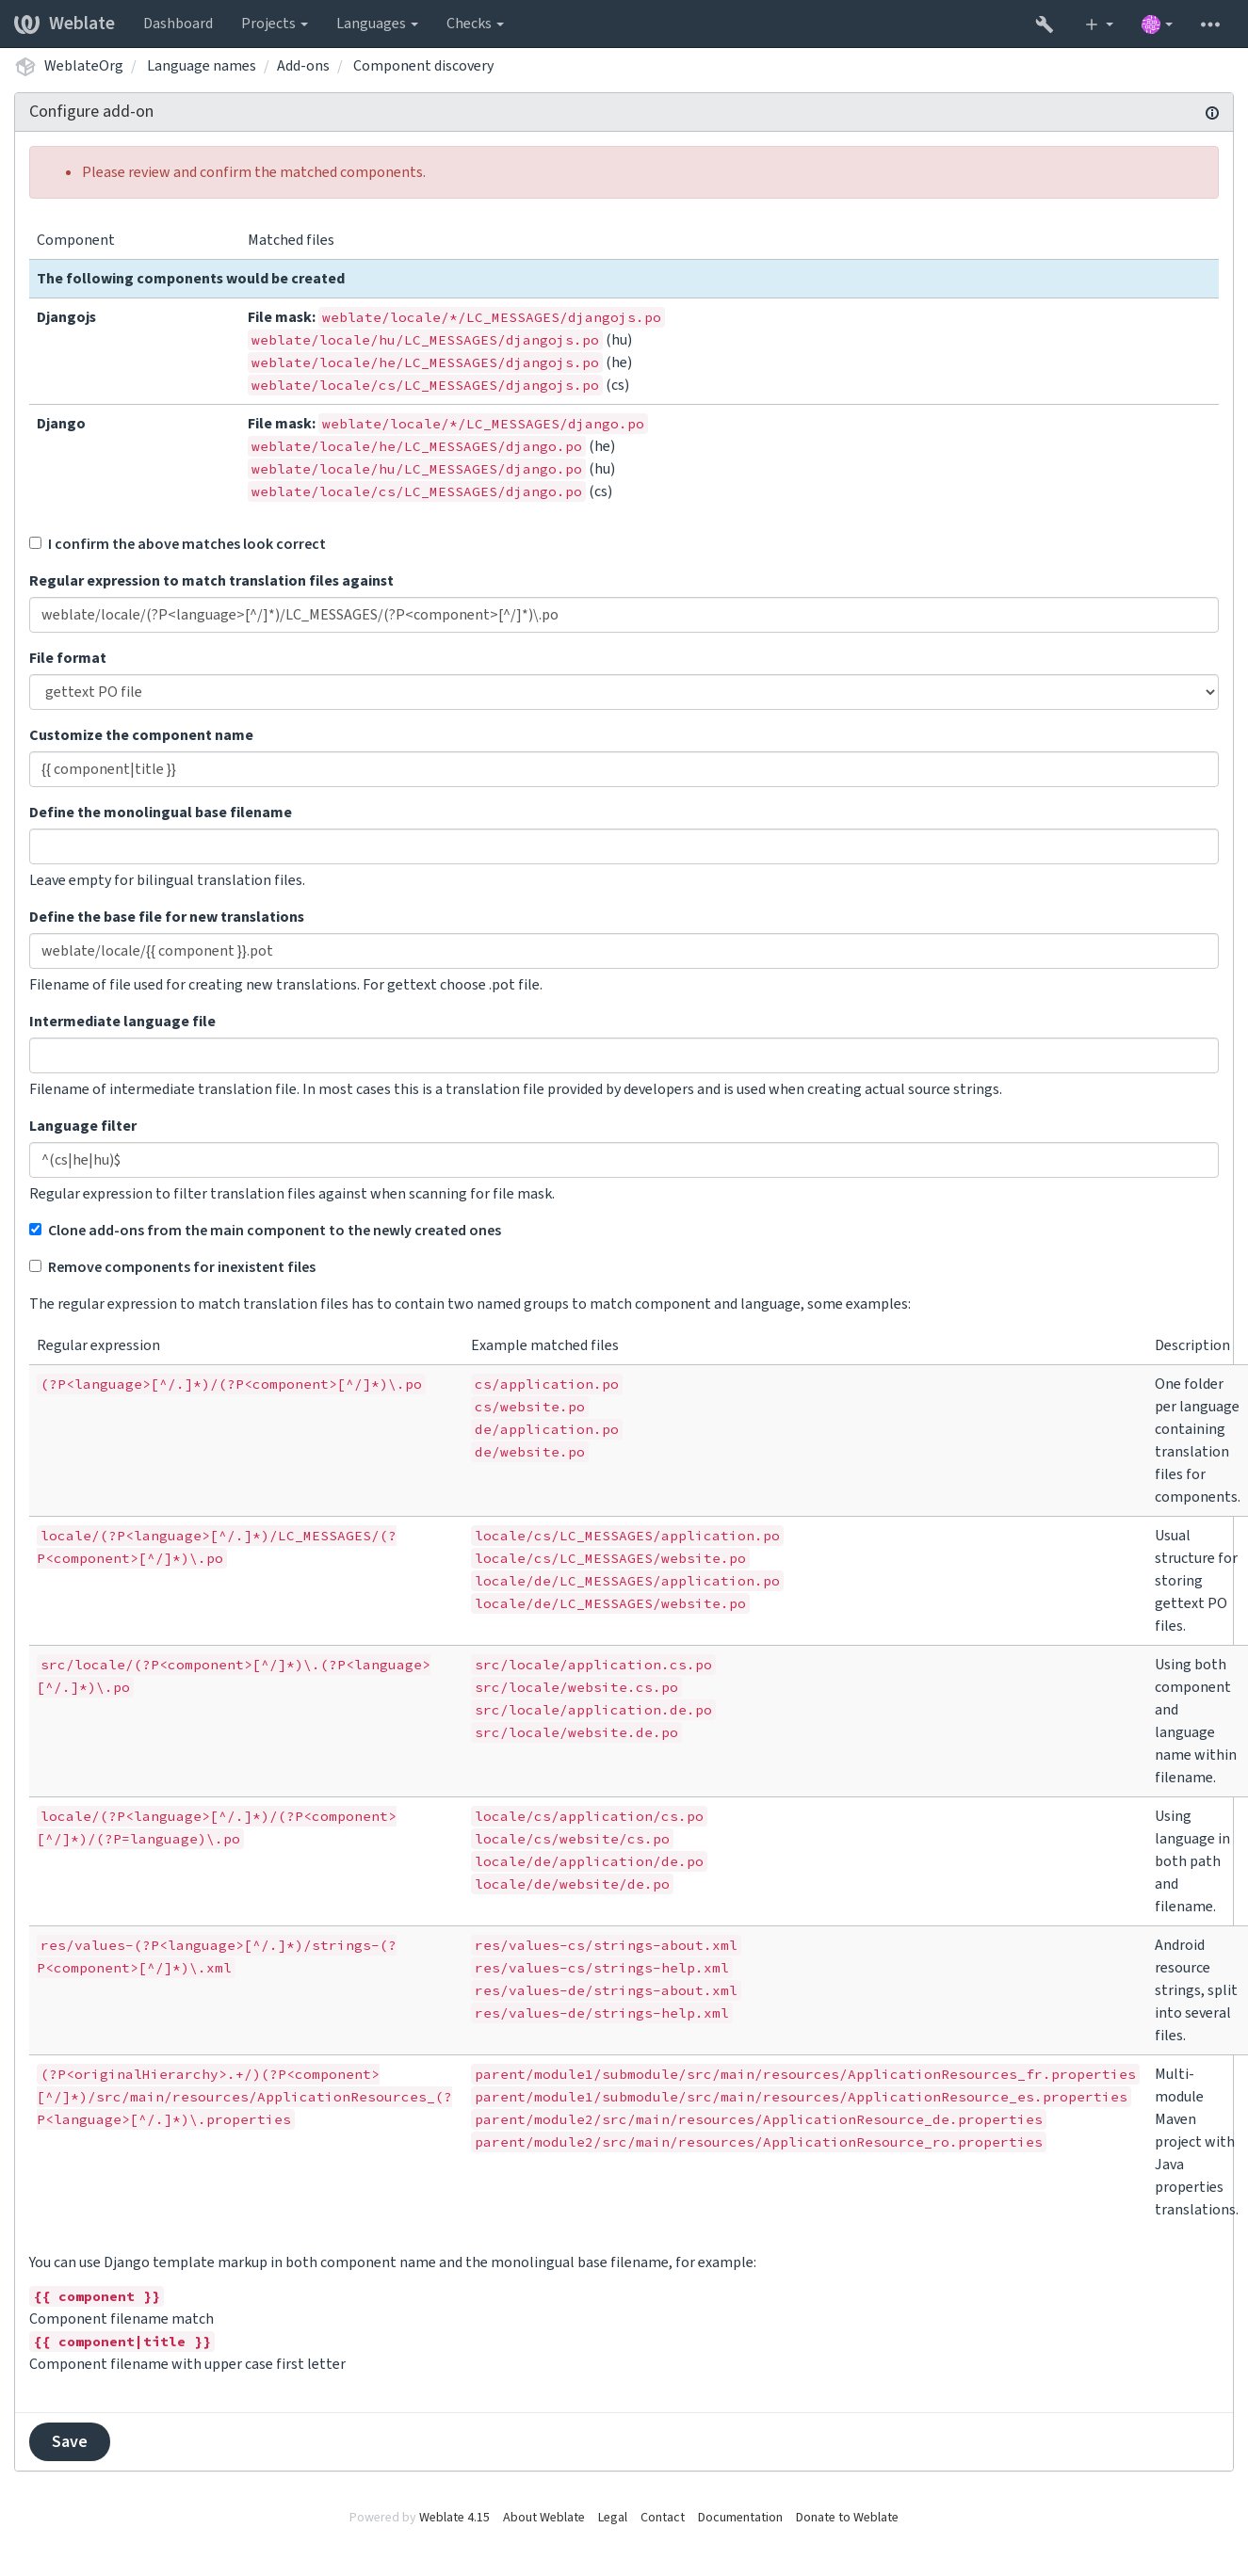 Weblate Dashboard Projects Languages Checks
WeblateOrg / Language names / Add-ons / Component discovery
Configure add-on
Please review and confirm the matched components.
Component Matched files
The following components would be created
Djangojs File mask: weblate/locale/*/LC_MESSAGES/djangojs.po
weblate/locale/hu/LC_MESSAGES/djangojs.po (hu)
weblate/locale/he/LC_MESSAGES/djangojs.po (he)
weblate/locale/cs/LC_MESSAGES/djangojs.po (cs)
Django File mask: weblate/locale/*/LC_MESSAGES/django.po
weblate/locale/he/LC_MESSAGES/django.po (he)
weblate/locale/hu/LC_MESSAGES/django.po (hu)
weblate/locale/cs/LC_MESSAGES/django.po (cs)
I confirm the above matches look correct
Regular expression to match translation files against
weblate/locale/(?P<language>[^/]*)/LC_MESSAGES/(?P<component>[^/]*)\.po
File format
gettext PO file
Customize the component name
{{ component|title }}
Define the monolingual base filename
Leave empty for bilingual translation files.
Define the base file for new translations
weblate/locale/{{ component }}.pot
Filename of file used for creating new translations. For gettext choose .pot file.
Intermediate language file
Filename of intermediate translation file. In most cases this is a translation file provided by developers and is used when creating actual source strings.
Language filter
^(cs|he|hu)$
Regular expression to filter translation files against when scanning for file mask.
Clone add-ons from the main component to the newly created ones
Remove components for inexistent files
The regular expression to match translation files has to contain two named groups to match component and language, some examples:
Regular expression Example matched files Description
(?P<language>[^/.]*)/(?P<component>[^/]*)\.po
cs/application.po
cs/website.po
de/application.po
de/website.po
One folder
per language
containing
translation
files for
components.
locale/(?P<language>[^/.]*)/LC_MESSAGES/(?
P<component>[^/]*)\.po
locale/cs/LC_MESSAGES/application.po
locale/cs/LC_MESSAGES/website.po
locale/de/LC_MESSAGES/application.po
locale/de/LC_MESSAGES/website.po
Usual
structure for
storing
gettext PO
files.
src/locale/(?P<component>[^/]*)\.(?P<language>
[^/.]*)\.po
src/locale/application.cs.po
src/locale/website.cs.po
src/locale/application.de.po
src/locale/website.de.po
Using both
component
and
language
name within
filename.
locale/(?P<language>[^/.]*)/(?P<component>
[^/]*)/(?P=language)\.po
locale/cs/application/cs.po
locale/cs/website/cs.po
locale/de/application/de.po
locale/de/website/de.po
Using
language in
both path
and
filename.
res/values-(?P<language>[^/.]*)/strings-(?
P<component>[^/]*)\.xml
res/values-cs/strings-about.xml
res/values-cs/strings-help.xml
res/values-de/strings-about.xml
res/values-de/strings-help.xml
Android
resource
strings, split
into several
files.
(?P<originalHierarchy>.+/)(?P<component>
[^/]*)/src/main/resources/ApplicationResources_(?
P<language>[^/.]*)\.properties
parent/module1/submodule/src/main/resources/ApplicationResources_fr.properties
parent/module1/submodule/src/main/resources/ApplicationResource_es.properties
parent/module2/src/main/resources/ApplicationResource_de.properties
parent/module2/src/main/resources/ApplicationResource_ro.properties
Multi-
module
Maven
project with
Java
properties
translations.
You can use Django template markup in both component name and the monolingual base filename, for example:
{{ component }}
Component filename match
{{ component|title }}
Component filename with upper case first letter
Save
Powered by Weblate 4.15 About Weblate Legal Contact Documentation Donate to Weblate